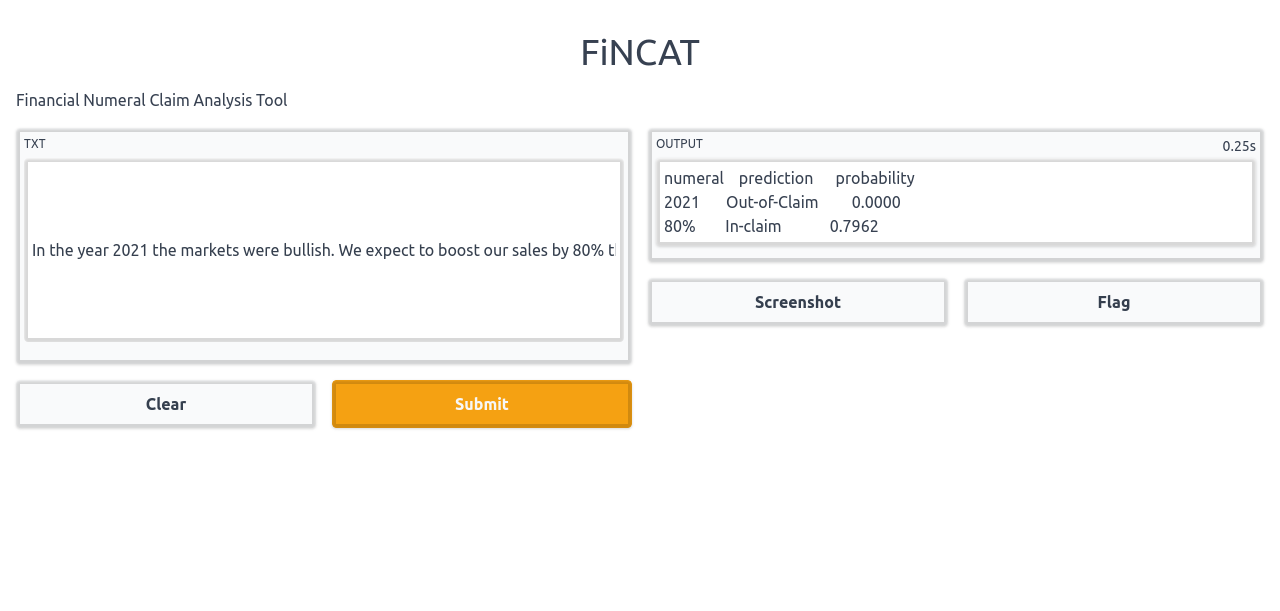 FiNCAT
Financial Numeral Claim Analysis Tool
TXT
In the year 2021 the markets were bullish. We expect to boost our sales by 80%
OUTPUT 0.25s
numeral prediction probability
2021 Out-of-Claim 0.0000
80% In-claim 0.7962
Screenshot Flag
Clear Submit